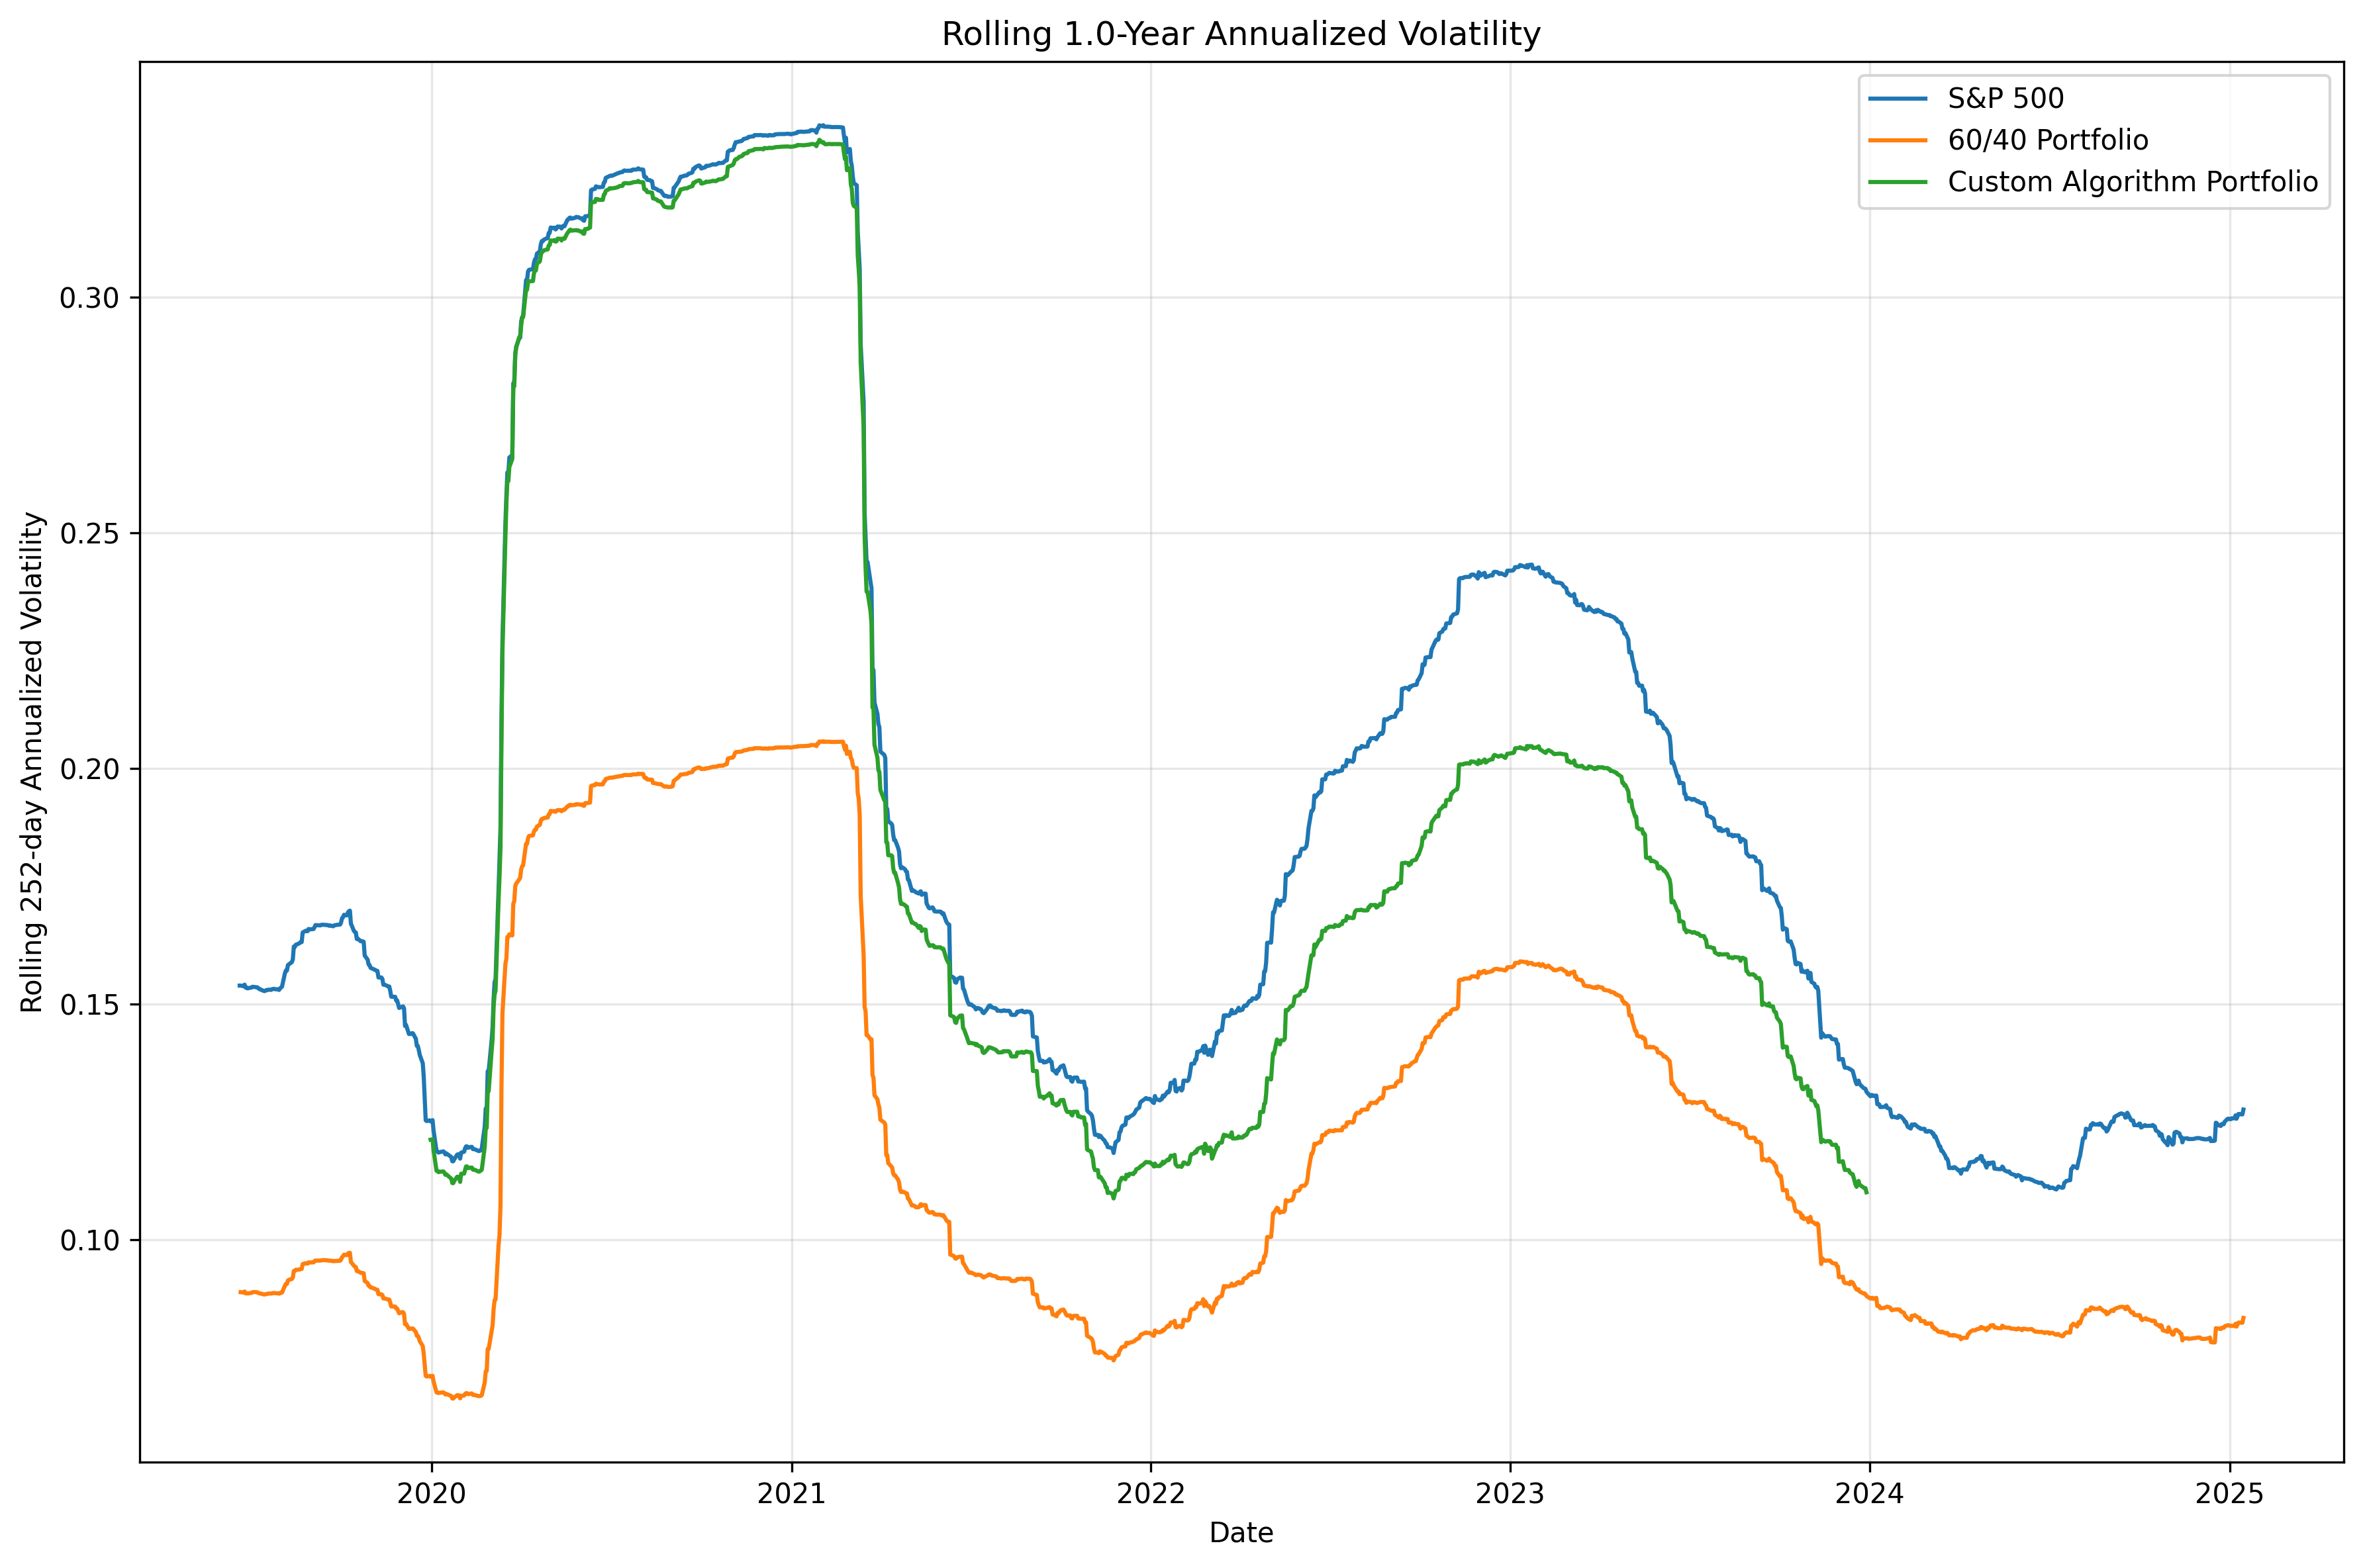 Rolling 1.0-Year Annualized Volatility
S&P 500
60/40 Portfolio
Custom Algorithm Portfolio
Rolling 252-day Annualized Volatility
0.30
0.25
0.20
0.15
0.10
2020
2021
2022
2023
2024
2025
Date